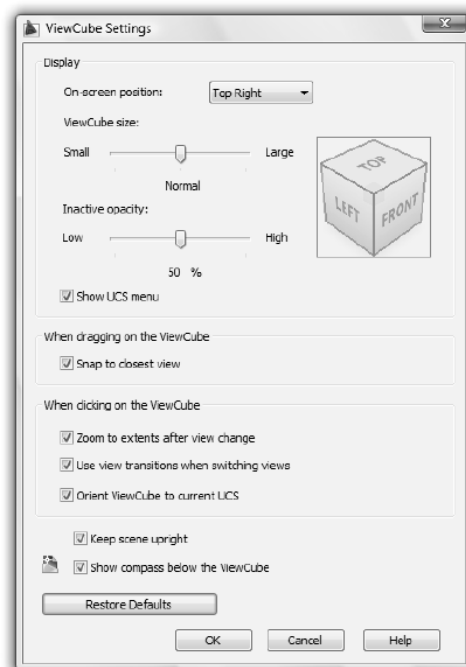 ViewCube Settings
Display
On-screen position:
Top Right
ViewCube size:
Small
Large
Normal
Inactive opacity:
Low
High
50 %
TOP
LEFT
FRONT
Show UCS menu
When dragging on the ViewCube
Snap to closest view
When clicking on the ViewCube
Zoom to extents after view change
Use view transitions when switching views
Orient ViewCube to current UCS
Keep scene upright
Show compass below the ViewCube
Restore Defaults
OK
Cancel
Help